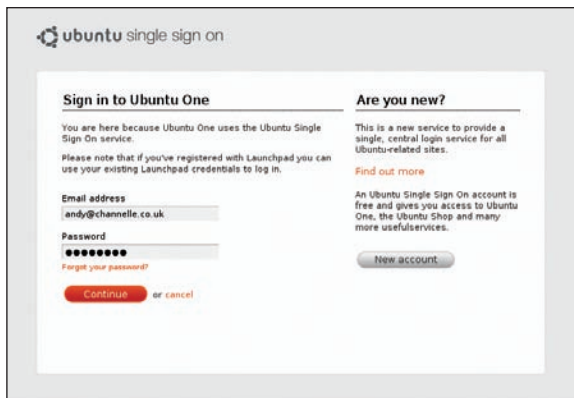 ubuntu single sign on
Sign in to Ubuntu One
You are here because Ubuntu One uses the Ubuntu Single
Sign On service.
Please note that if you've registered with Launchpad you can
use your existing Launchpad credentials to log in.
Email address
andy@channelle.co.uk
Password
●●●●●●●●
Forgot your password?
Continue or cancel
Are you new?
This is a new service to provide a
single, central login service for all
Ubuntu-related sites.
Find out more
An Ubuntu Single Sign On account is
free and gives you access to Ubuntu
One, the Ubuntu Shop and many
more usefulservices.
New account